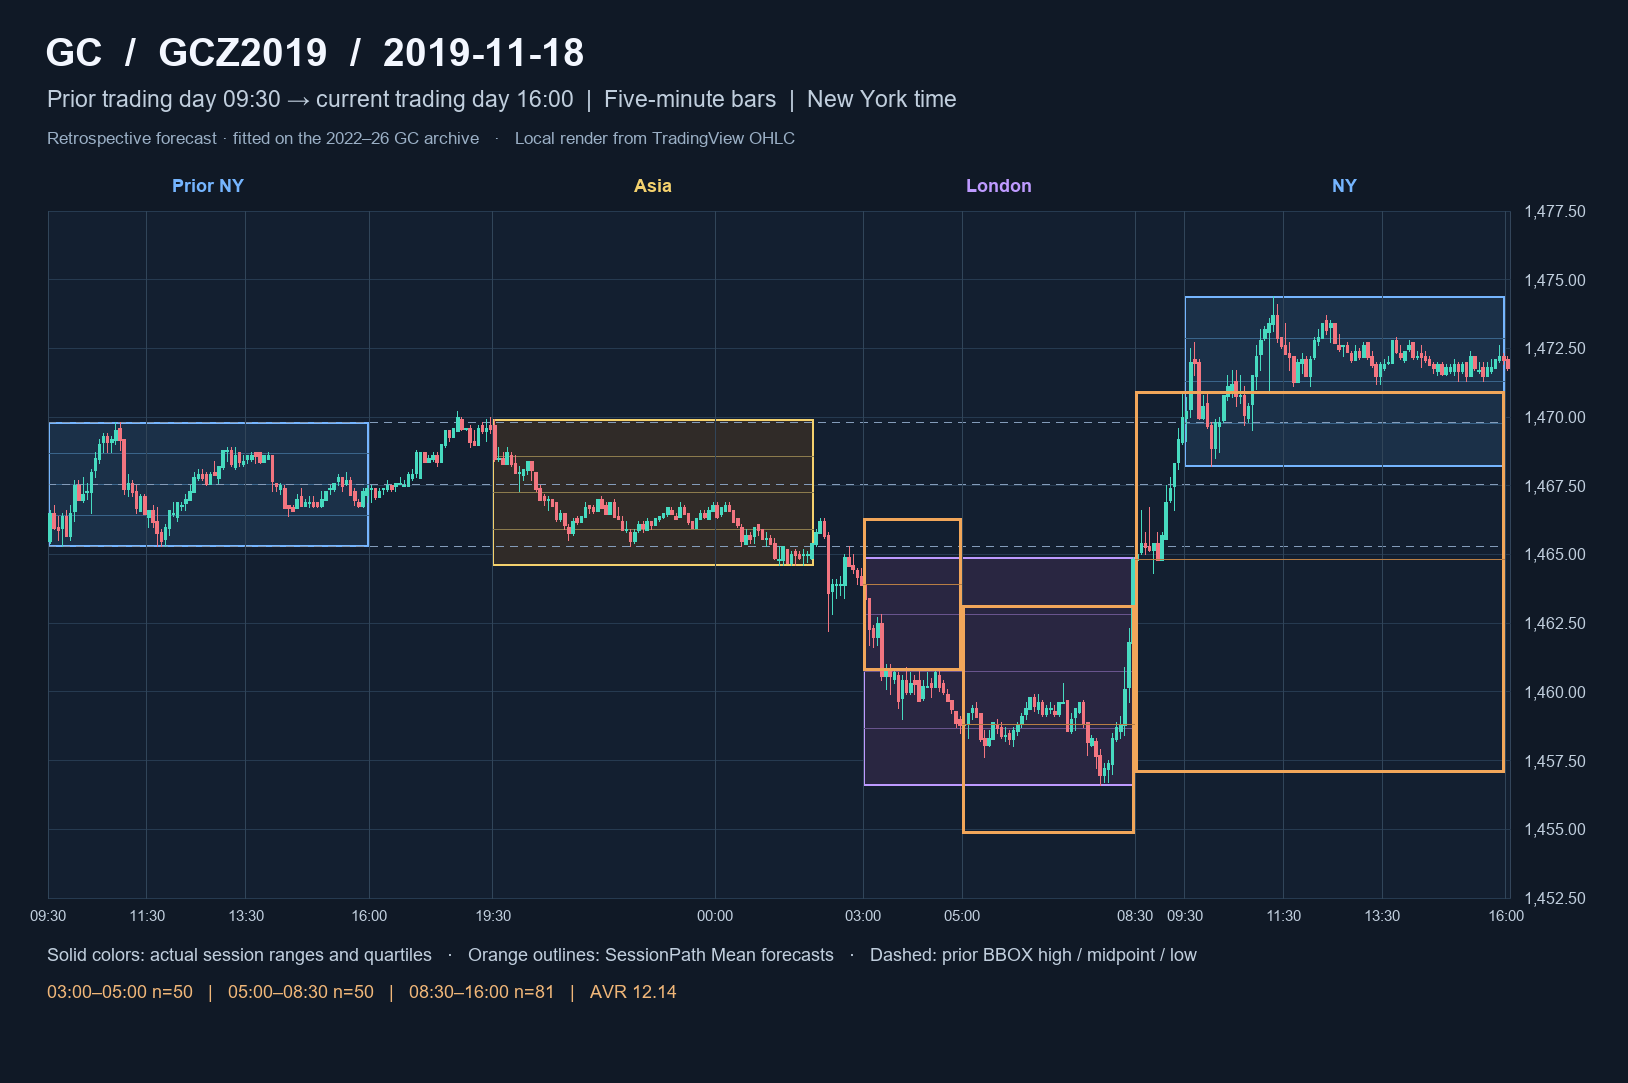 GC / GCZ2019 / 2019-11-18
Prior trading day 09:30 → current trading day 16:00 | Five-minute bars | New York time
Retrospective forecast · fitted on the 2022–26 GC archive · Local render from TradingView OHLC
Prior NY Asia London NY
1,477.50
1,475.00
1,472.50
1,470.00
1,467.50
1,465.00
1,462.50
1,460.00
1,457.50
1,455.00
1,452.50
09:30 11:30 13:30 16:00 19:30 00:00 03:00 05:00 08:30 09:30 11:30 13:30 16:00
Solid colors: actual session ranges and quartiles · Orange outlines: SessionPath Mean forecasts · Dashed: prior BBOX high / midpoint / low
03:00–05:00 n=50 | 05:00–08:30 n=50 | 08:30–16:00 n=81 | AVR 12.14